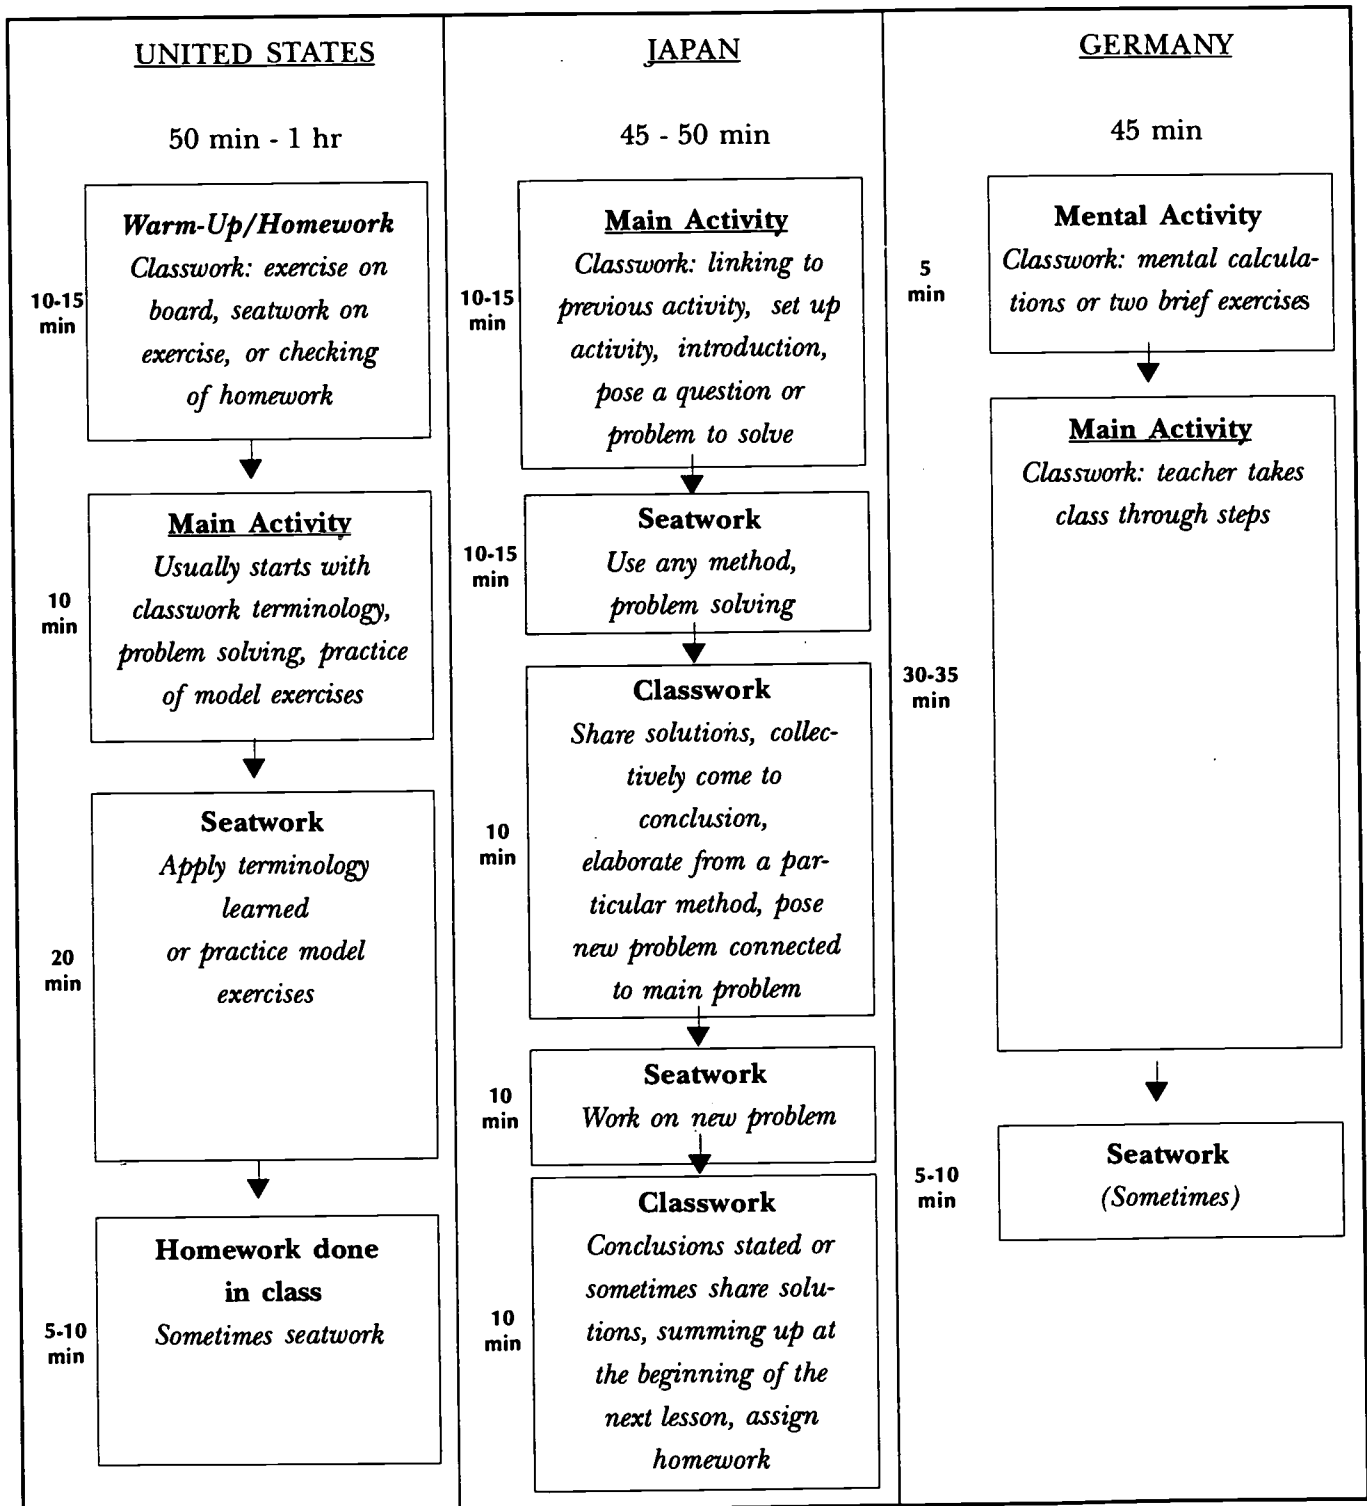 UNITED STATES
50 min - 1 hr
10-15
min
Warm-Up/Homework
Classwork: exercise on
board, seatwork on
exercise, or checking
of homework
10
min
Main Activity
Usually starts with
classwork terminology,
problem solving, practice
of model exercises
20
min
Seatwork
Apply terminology
learned
or practice model
exercises
5-10
min
Homework done
in class
Sometimes seatwork
JAPAN
45 - 50 min
10-15
min
Main Activity
Classwork: linking to
previous activity, set up
activity, introduction,
pose a question or
problem to solve
10-15
min
Seatwork
Use any method,
problem solving
10
min
Classwork
Share solutions, collec-
tively come to
conclusion,
elaborate from a par-
ticular method, pose
new problem connected
to main problem
10
min
Seatwork
Work on new problem
10
min
Classwork
Conclusions stated or
sometimes share solu-
tions, summing up at
the beginning of the
next lesson, assign
homework
GERMANY
45 min
5
min
Mental Activity
Classwork: mental calcula-
tions or two brief exercises
30-35
min
Main Activity
Classwork: teacher takes
class through steps
5-10
min
Seatwork
(Sometimes)